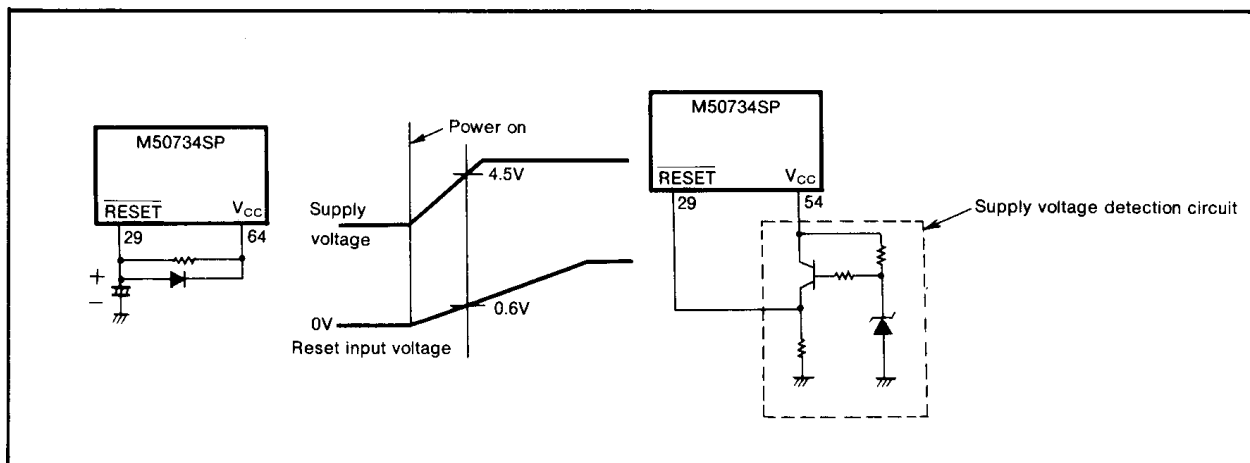 M50734SP
RESET
VCC
29
64
+
−
Power on
4.5V
Supply
voltage
0.6V
0V
Reset input voltage
M50734SP
RESET
VCC
29
54
Supply voltage detection circuit